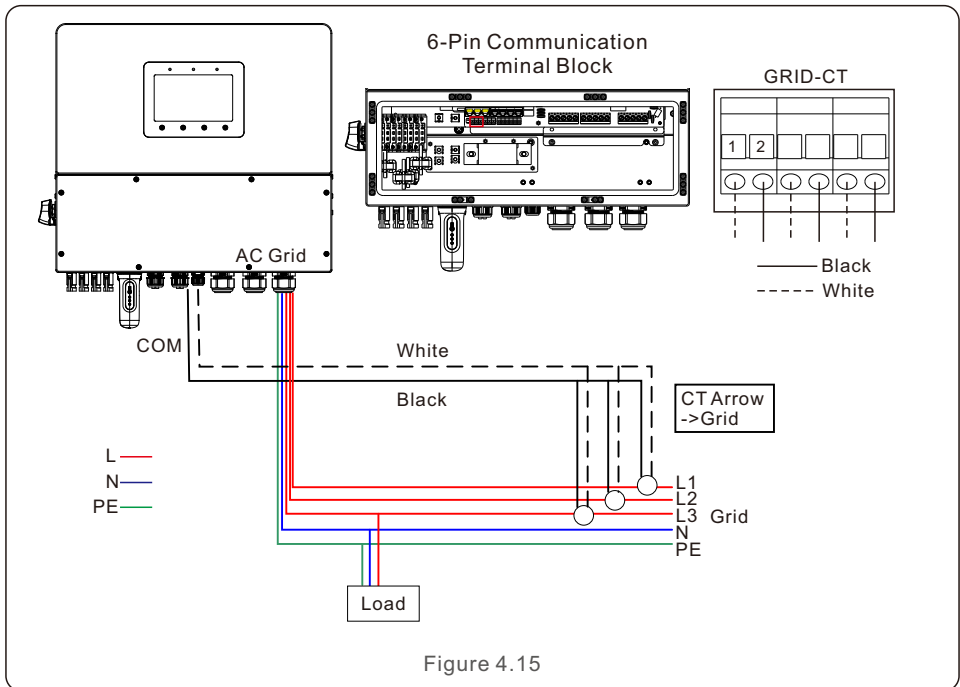 6-Pin Communication
Terminal Block
GRID-CT
1 2
Black
White
AC Grid
COM
White
Black
CT Arrow
->Grid
L
N
PE
L1
L2
L3 Grid
N
PE
Load
Figure 4.15